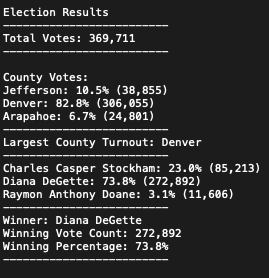 Election Results
-------------------------
Total Votes: 369,711
-------------------------
County Votes:
Jefferson: 10.5% (38,855)
Denver: 82.8% (306,055)
Arapahoe: 6.7% (24,801)
-------------------------
Largest County Turnout: Denver
-------------------------
Charles Casper Stockham: 23.0% (85,213)
Diana DeGette: 73.8% (272,892)
Raymon Anthony Doane: 3.1% (11,606)
-------------------------
Winner: Diana DeGette
Winning Vote Count: 272,892
Winning Percentage: 73.8%
-------------------------